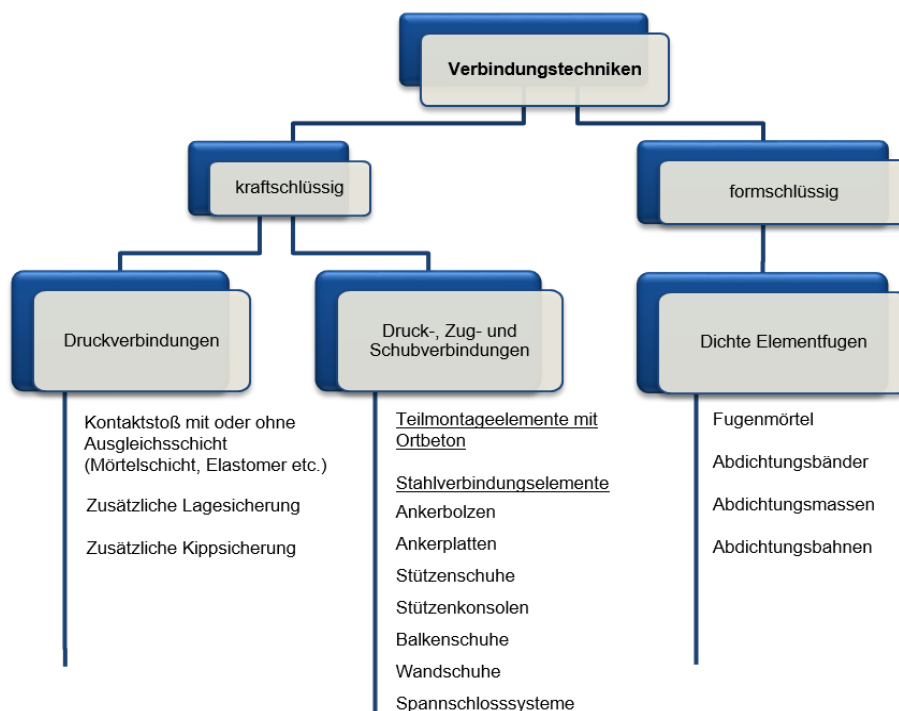 Verbindungstechniken
kraftschlüssig
formschlüssig
Druckverbindungen
Druck-, Zug- und
Schubverbindungen
Dichte Elementfugen
Kontaktstoß mit oder ohne
Ausgleichsschicht
(Mörtelschicht, Elastomer etc.)
Zusätzliche Lagesicherung
Zusätzliche Kippsicherung
Teilmontageelemente mit
Ortbeton
Stahlverbindungselemente
Ankerbolzen
Ankerplatten
Stützenschuhe
Stützenkonsolen
Balkenschuhe
Wandschuhe
Spannschlosssysteme
Fugenmörtel
Abdichtungsbänder
Abdichtungsmassen
Abdichtungsbahnen